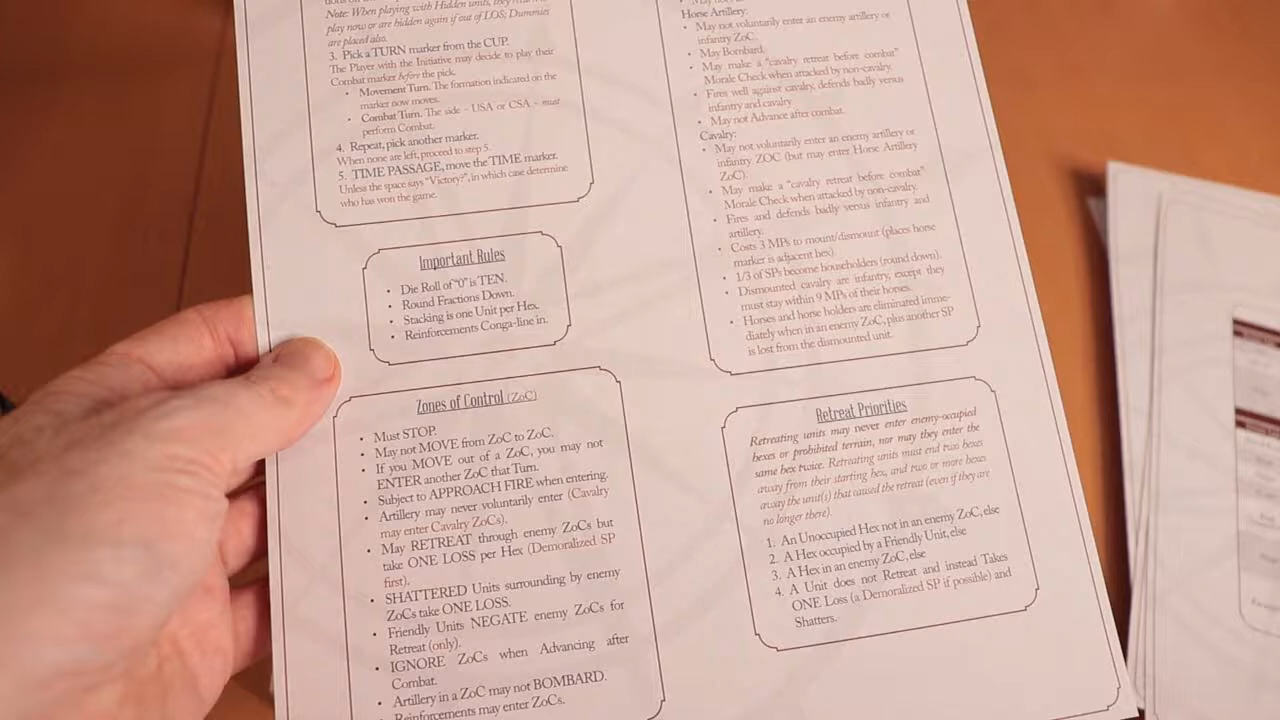 Note: When playing with Hidden units, they
play now or are hidden again if out of LOS; Dummies
are placed also.
3. Pick a TURN marker from the CUP.
The Player with the Initiative may decide to play their
Combat marker before the pick.
• Movement Turn. The formation indicated on the
marker now moves.
• Combat Turn. The side – USA or CSA – must
perform Combat.
4. Repeat, pick another marker.
When none are left, proceed to step 5.
5. TIME PASSAGE, move the TIME marker.
Unless the space says "Victory?", in which case determine
who has won the game.
Important Rules
• Die Roll of "0" is TEN.
• Round Fractions Down.
• Stacking is one Unit per Hex.
• Reinforcements Conga-line in.
Zones of Control (ZoC)
• Must STOP.
• May not MOVE from ZoC to ZoC.
• If you MOVE out of a ZoC, you may not
ENTER another ZoC that Turn.
• Subject to APPROACH FIRE when entering.
• Artillery may never voluntarily enter (Cavalry
may enter Cavalry ZoCs).
• May RETREAT through enemy ZoCs but
take ONE LOSS per Hex (Demoralized SP
first).
• SHATTERED Units surrounding by enemy
ZoCs take ONE LOSS.
• Friendly Units NEGATE enemy ZoCs for
Retreat (only).
• IGNORE ZoCs when Advancing after
Combat.
• Artillery in a ZoC may not BOMBARD.
Reinforcements may enter ZoCs.
Horse Artillery:
• May not voluntarily enter an enemy artillery or
infantry ZoC.
• May Bombard.
• May make a "cavalry retreat before combat"
Morale Check when attacked by non-cavalry.
• Fires well against cavalry, defends badly versus
infantry and cavalry
• May not Advance after combat.
Cavalry:
• May not voluntarily enter an enemy artillery or
infantry. ZOC (but may enter Horse Artillery
ZoC).
• May make a "cavalry retreat before combat"
Morale Check when attacked by non-cavalry.
• Fires and defends badly versus infantry and
artillery.
• Costs 3 MPs to mount/dismount (places horse
marker is adjacent hex).
• 1/3 of SPs become householders (round down).
• Dismounted cavalry are infantry, except they
must stay within 9 MPs of their horses.
• Horses and horse holders are eliminated imme-
diately when in an enemy ZoC, plus another SP
is lost from the dismounted unit.
Retreat Priorities
Retreating units may never enter enemy-occupied
hexes or prohibited terrain, nor may they enter the
same hex twice. Retreating units must end two hexes
away from their starting hex, and two or more hexes
away the unit(s) that caused the retreat (even if they are
no longer there).
1. An Unoccupied Hex not in an enemy ZoC, else
2. A Hex occupied by a Friendly Unit, else
3. A Hex in an enemy ZoC, else
4. A Unit does not Retreat and instead Takes
ONE Loss (a Demoralized SP if possible) and
Shatters.